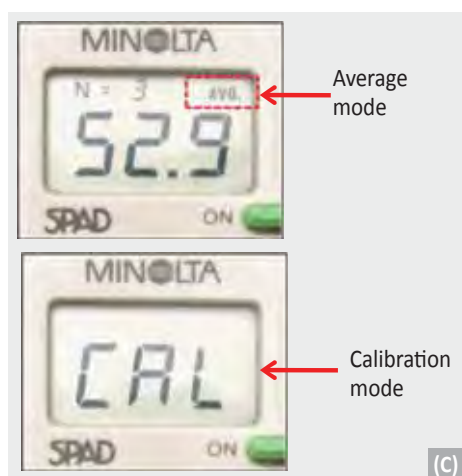 MINOLTA
N = 3 AVG.
52.9
SPAD ON
Average
mode
MINOLTA
CAL
SPAD ON
Calibration
mode
(C)